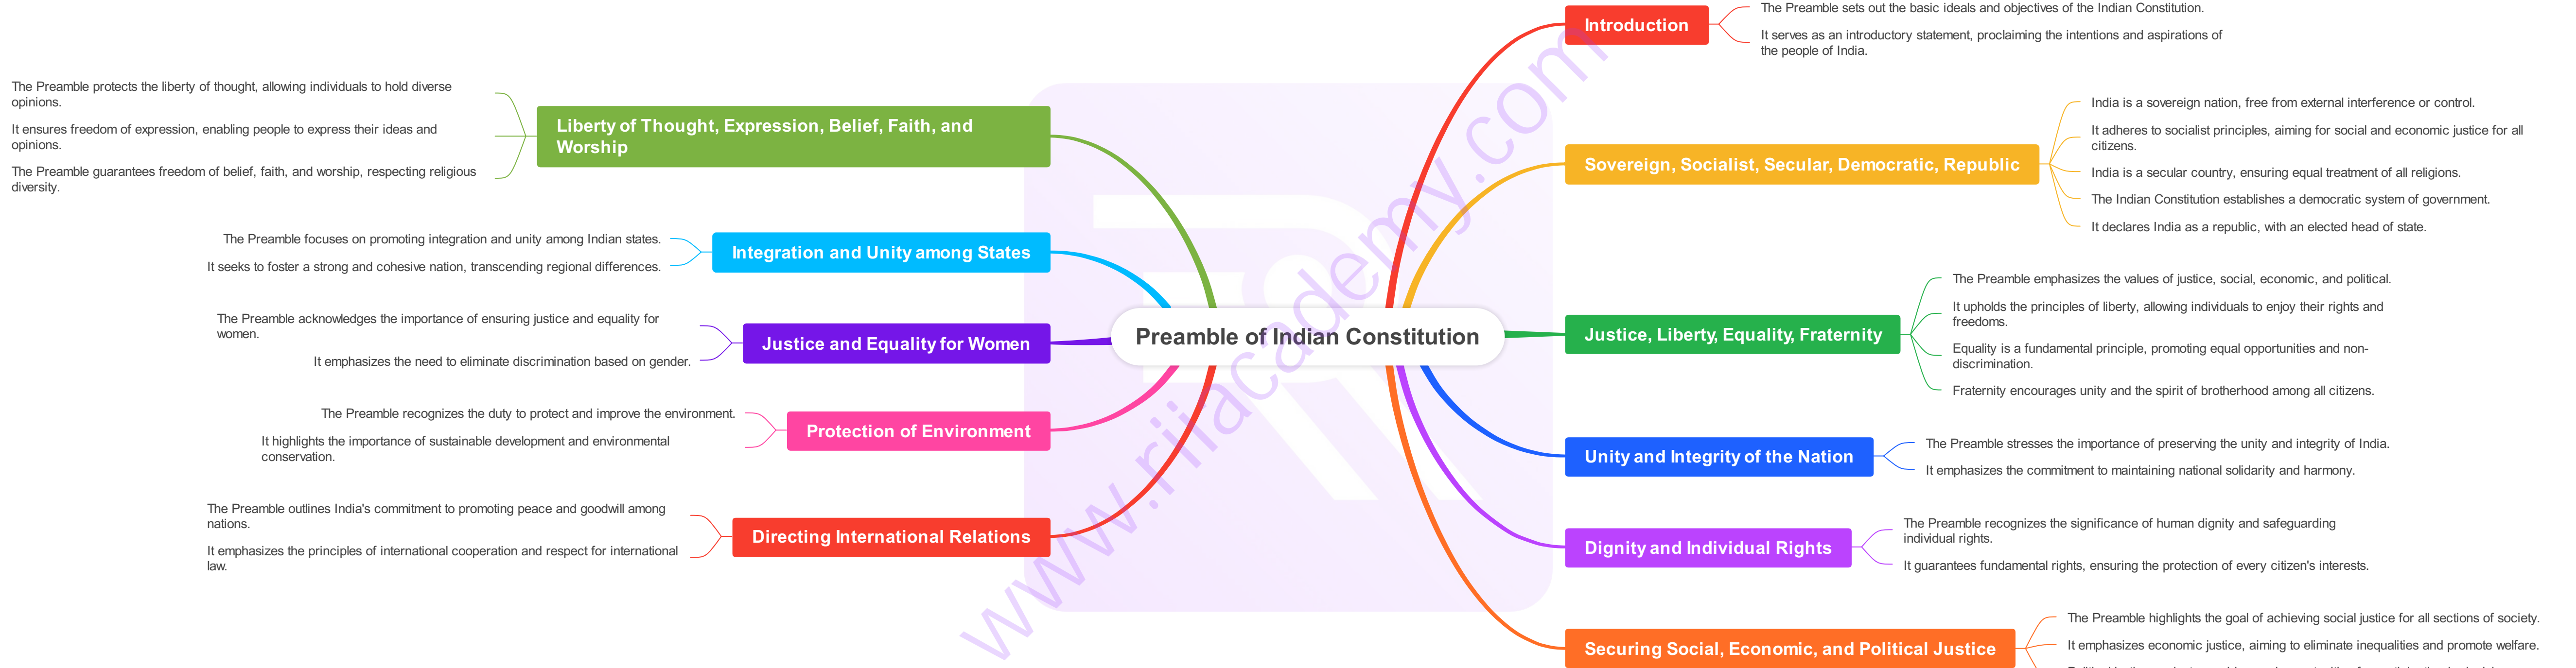 Preamble of Indian Constitution
Introduction
The Preamble sets out the basic ideals and objectives of the Indian Constitution.
It serves as an introductory statement, proclaiming the intentions and aspirations of
the people of India.
Sovereign, Socialist, Secular, Democratic, Republic
India is a sovereign nation, free from external interference or control.
It adheres to socialist principles, aiming for social and economic justice for all
citizens.
India is a secular country, ensuring equal treatment of all religions.
The Indian Constitution establishes a democratic system of government.
It declares India as a republic, with an elected head of state.
Justice, Liberty, Equality, Fraternity
The Preamble emphasizes the values of justice, social, economic, and political.
It upholds the principles of liberty, allowing individuals to enjoy their rights and
freedoms.
Equality is a fundamental principle, promoting equal opportunities and non-
discrimination.
Fraternity encourages unity and the spirit of brotherhood among all citizens.
Unity and Integrity of the Nation
The Preamble stresses the importance of preserving the unity and integrity of India.
It emphasizes the commitment to maintaining national solidarity and harmony.
Dignity and Individual Rights
The Preamble recognizes the significance of human dignity and safeguarding
individual rights.
It guarantees fundamental rights, ensuring the protection of every citizen's interests.
Securing Social, Economic, and Political Justice
The Preamble highlights the goal of achieving social justice for all sections of society.
It emphasizes economic justice, aiming to eliminate inequalities and promote welfare.
Liberty of Thought, Expression, Belief, Faith, and
Worship
The Preamble protects the liberty of thought, allowing individuals to hold diverse
opinions.
It ensures freedom of expression, enabling people to express their ideas and
opinions.
The Preamble guarantees freedom of belief, faith, and worship, respecting religious
diversity.
Integration and Unity among States
The Preamble focuses on promoting integration and unity among Indian states.
It seeks to foster a strong and cohesive nation, transcending regional differences.
Justice and Equality for Women
The Preamble acknowledges the importance of ensuring justice and equality for
women.
It emphasizes the need to eliminate discrimination based on gender.
Protection of Environment
The Preamble recognizes the duty to protect and improve the environment.
It highlights the importance of sustainable development and environmental
conservation.
Directing International Relations
The Preamble outlines India's commitment to promoting peace and goodwill among
nations.
It emphasizes the principles of international cooperation and respect for international
law.